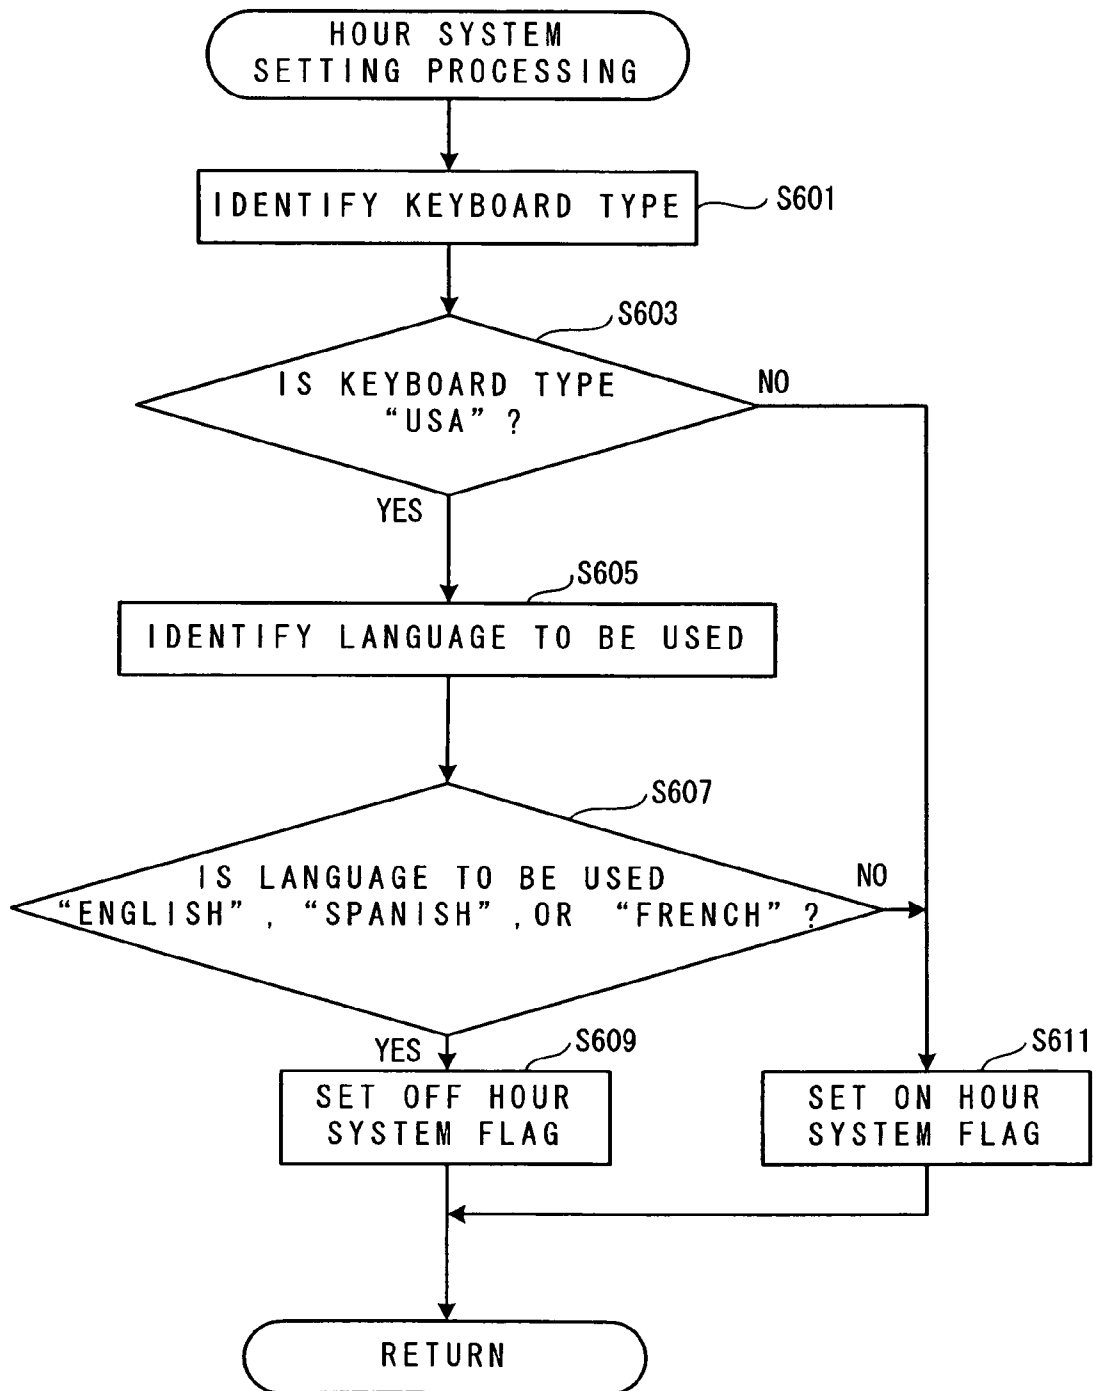 HOUR SYSTEM
SETTING PROCESSING
IDENTIFY KEYBOARD TYPE
S601
S603
IS KEYBOARD TYPE
“USA” ?
NO
YES
S605
IDENTIFY LANGUAGE TO BE USED
S607
IS LANGUAGE TO BE USED
“ENGLISH”, “SPANISH”, OR “FRENCH” ?
NO
YES
S609
SET OFF HOUR
SYSTEM FLAG
S611
SET ON HOUR
SYSTEM FLAG
RETURN